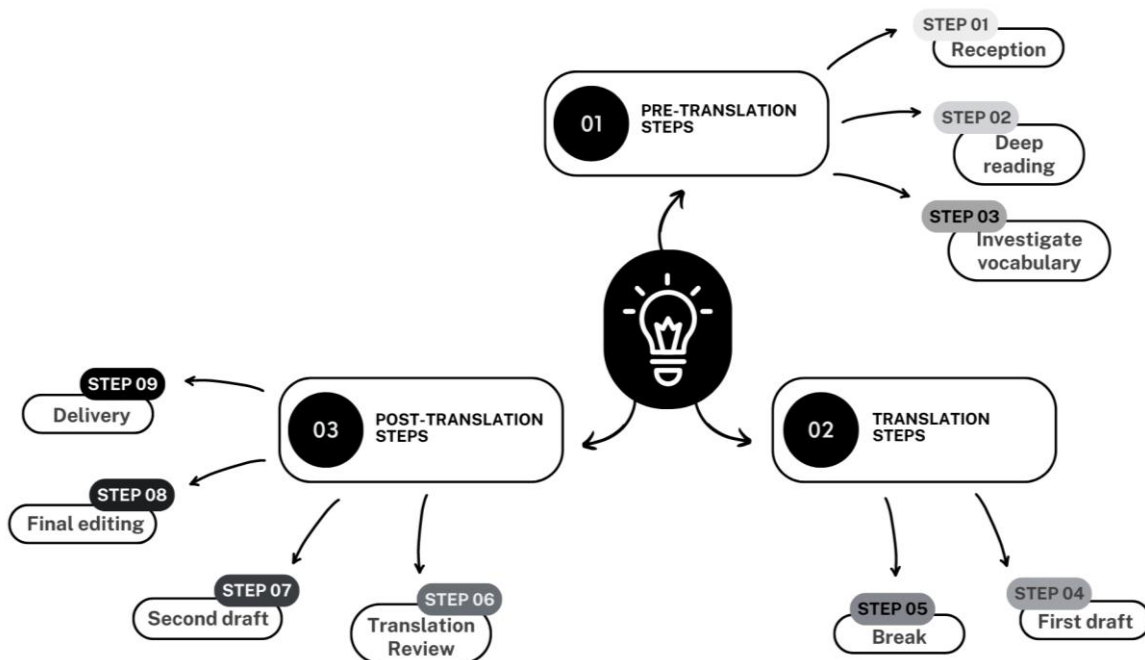 01
PRE-TRANSLATION
STEPS
STEP 01
Reception
STEP 02
Deep
reading
STEP 03
Investigate
vocabulary
02
TRANSLATION
STEPS
STEP 04
First draft
STEP 05
Break
03
POST-TRANSLATION
STEPS
STEP 06
Translation
Review
STEP 07
Second draft
STEP 08
Final editing
STEP 09
Delivery